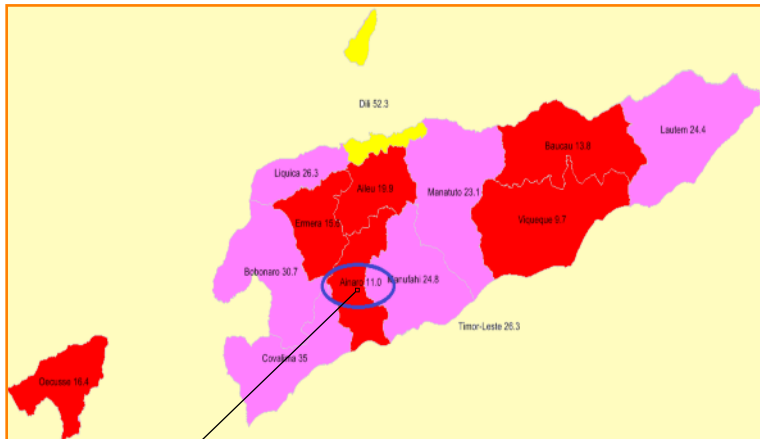 Dili 52.3
Lautem 24.4
Baucau 13.8
Liquica 26.3
Aileu 19.9
Manatuto 23.1
Ermera 15.5
Viqueque 9.7
Bobonaro 30.7
Ainaro 11.0
Manufahi 24.8
Timor-Leste 26.3
Covalima 35
Oecusse 16.4